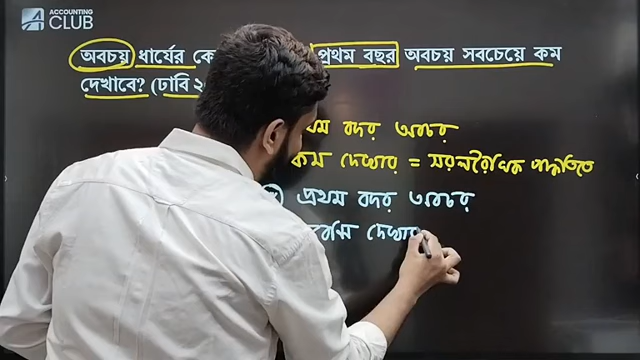 ACCOUNTING
CLUB
অবচয় ধার্যের প্রথম বছর অবচয় সবচেয়ে কম
দেখাবে? (ঢাবি
বছর অবচয়
কম দেখায় = সরলরৈখিক পদ্ধতিতে
প্রথম বছর অবচয়
দেখায়